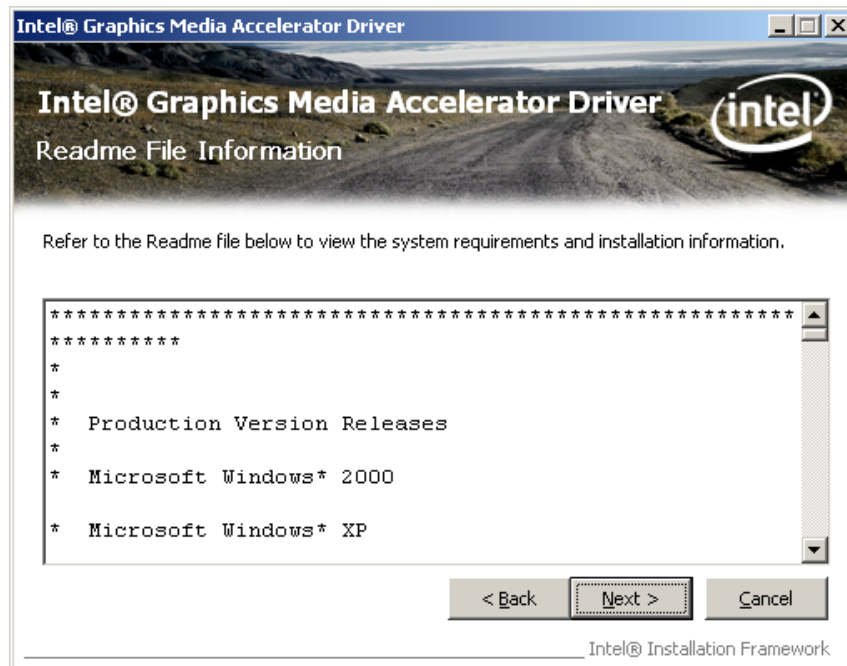 Intel® Graphics Media Accelerator Driver
Intel® Graphics Media Accelerator Driver
intel
Readme File Information
Refer to the Readme file below to view the system requirements and installation information.
********************************************************
**********
*
*
* Production Version Releases
*
* Microsoft Windows* 2000
* Microsoft Windows* XP
< Back
Next >
Cancel
Intel® Installation Framework